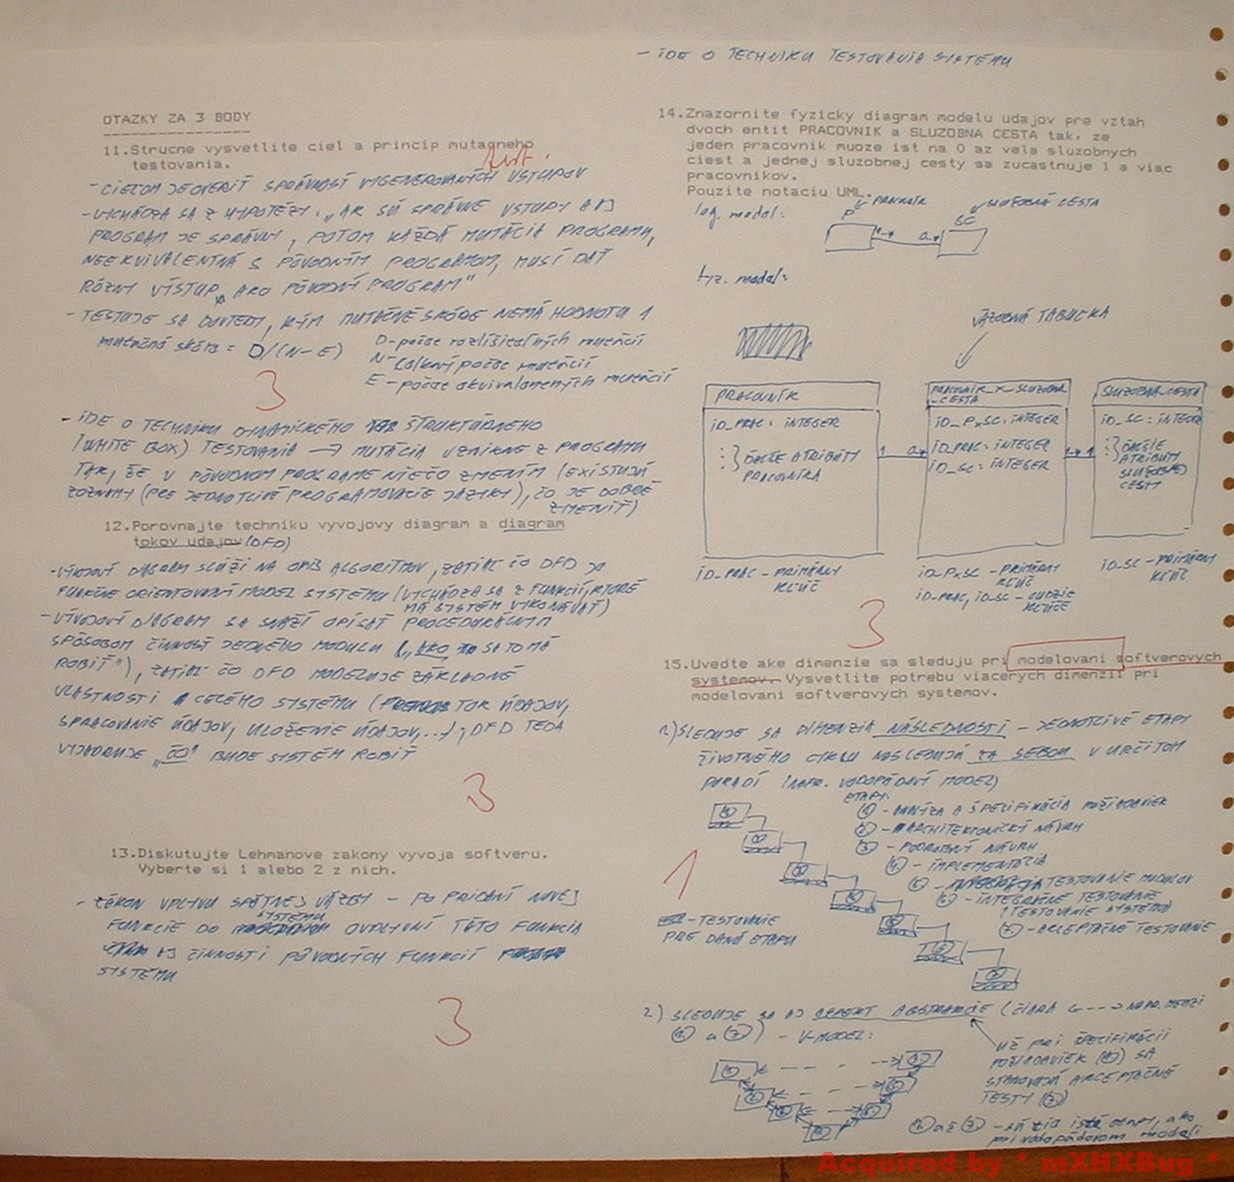 - IDE O TECHNIKU TESTOVANIA SYSTÉMU
OTAZKY ZA 3 BODY
11.Strucne vysvetlite ciel a princip mutacneho
testovania.
- CIEĽOM JE OVERIŤ SPRÁVNOSŤ VYGENEROVANÝCH VSTUPOV
- VYCHÁDZA SA Z HYPOTÉZY: „AK SÚ SPRÁVNE VSTUPY AJ
PROGRAM JE SPRÁVNY, POTOM KAŽDÁ MUTÁCIA PROGRAMU,
NEEKVIVALENTNÁ S PÔVODNÝM PROGRAMOM, MUSÍ DAŤ
RÔZNY VÝSTUP, AKO PÔVODNÝ PROGRAM"
- TESTUJE SA DOVTEDY, KÝM MUTAČNÉ SKÓRE NEMÁ HODNOTU 1
mutačné skóre = D/(N-E)
D - počet rozlíšiteľných mutácií
N - celkový počet mutácií
E - počet ekvivalentných mutácií
3
- IDE O TECHNIKU DYNAMICKÉHO ŠTRUKTURNÉHO
(WHITE BOX) TESTOVANIA → MUTÁCIA VZNIKNE Z PROGRAMU
TAK, ŽE V PÔVODNOM PROGRAME NIEČO ZMENÍM (EXISTUJÚ
ZOZNAMY (PRE JEDNOTLIVÉ PROGRAMOVACIE JAZYKY), ČO JE DOBRÉ
ZMENIŤ)
12.Porovnajte techniku vyvojovy diagram a diagram
tokov udajov (DFD)
- VÝVOJOVÝ DIAGRAM SLÚŽI NA OPIS ALGORITMOV, ZATIAĽ ČO DFD JE
FUNKČNE ORIENTOVANÝ MODEL SYSTÉMU (VYCHÁDZA SA Z FUNKCIÍ, KTORÉ
MÁ SYSTÉM VYKONÁVAŤ)
- VÝVOJOVÝ DIAGRAM SA SNAŽÍ OPÍSAŤ PROCEDURÁLNYM
SPÔSOBOM ČINNOSŤ JEDNÉHO MODULU („AKO SA TO MÁ
ROBIŤ"), ZATIAĽ ČO DFD MODELUJE ZÁKLADNÉ
VLASTNOSTI CELÉHO SYSTÉMU (TOK ÚDAJOV,
SPRACOVANIE ÚDAJOV, ULOŽENIE ÚDAJOV, ...); DFD TEDA
VYJADRUJE „ČO" BUDE SYSTÉM ROBIŤ
3
13.Diskutujte Lehmanove zakony vyvoja softveru.
Vyberte si 1 alebo 2 z nich.
- ZÁKON VPLYVU SPÄTNEJ VÄZBY - PO PRIDANÍ NOVEJ
FUNKCIE DO SYSTÉMU OVPLYVNÍ TÁTO FUNKCIA
AJ ČINNOSTI PÔVODNÝCH FUNKCIÍ
SYSTÉMU
3
14.Znazornite fyzicky diagram modelu udajov pre vztah
dvoch entit PRACOVNIK a SLUZOBNA CESTA tak, ze
jeden pracovnik muoze ist na 0 az vela sluzobnych
ciest a jednej sluzobnej cesty sa zucastnuje 1 a viac
pracovnikov.
Pouzite notaciu UML.
log. model:
P
SC
SLUŽOBNÁ CESTA
1..*
0..*
fyz. model:
VÄZOBNÁ TABUĽKA
PRACOVNÍK
ID_PRAC: INTEGER
ĎALŠIE ATRIBÚTY
PRACOVNÍKA
1
0..*
PRACOVNIK_X_SLUZOBNA
_CESTA
ID_PxSC: INTEGER
ID_PRAC: INTEGER
ID_SC: INTEGER
1..*
1
SLUZOBNA CESTA
ID_SC: INTEGER
ĎALŠIE
ATRIBÚTY
SLUŽOBNEJ
CESTY
ID_PRAC - PRIMÁRNY
KĽÚČ
ID_PxSC - PRIMÁRNY
KĽÚČ
ID_PRAC, ID_SC - CUDZIE
KĽÚČE
ID_SC - PRIMÁRNY
KĽÚČ
3
15.Uvedte ake dimenzie sa sleduju pri modelovani softverovych
systemov. Vysvetlite potrebu viacerych dimenzii pri
modelovani softverovych systemov.
1.) SLEDUJE SA DIMENZIA NÁSLEDNOSTI - JEDNOTLIVÉ ETAPY
ŽIVOTNÉHO CYKLU NASLEDUJÚ ZA SEBOU V URČITOM
PORADÍ (NAPR. VODOPÁDOVÝ MODEL)
ETAPY:
1 - ANALÝZA A ŠPECIFIKÁCIA POŽIADAVIEK
2 - ARCHITEKTONICKÝ NÁVRH
3 - PODROBNÝ NÁVRH
4 - IMPLEMENTÁCIA
5 - TESTOVANIE MODULOV
6 - INTEGRAČNÉ TESTOVANIE
(TESTOVANIE SYSTÉMU)
7 - AKCEPTAČNÉ TESTOVANIE
1
- TESTOVANIE
PRE DANÚ ETAPU
2.) SLEDUJE SA AJ ASPEKT ABSTRAKCIE (ČIARA <---> NAPR. MEDZI
1 a 7) - V-MODEL:
UŽ PRI ŠPECIFIKÁCII
POŽIADAVIEK (1) SA
STANOVUJÚ AKCEPTAČNÉ
TESTY (7)
1 až 7 - sú to isté etapy, ako
pri vodopádovom modeli
Acquired by * mXHXBug *